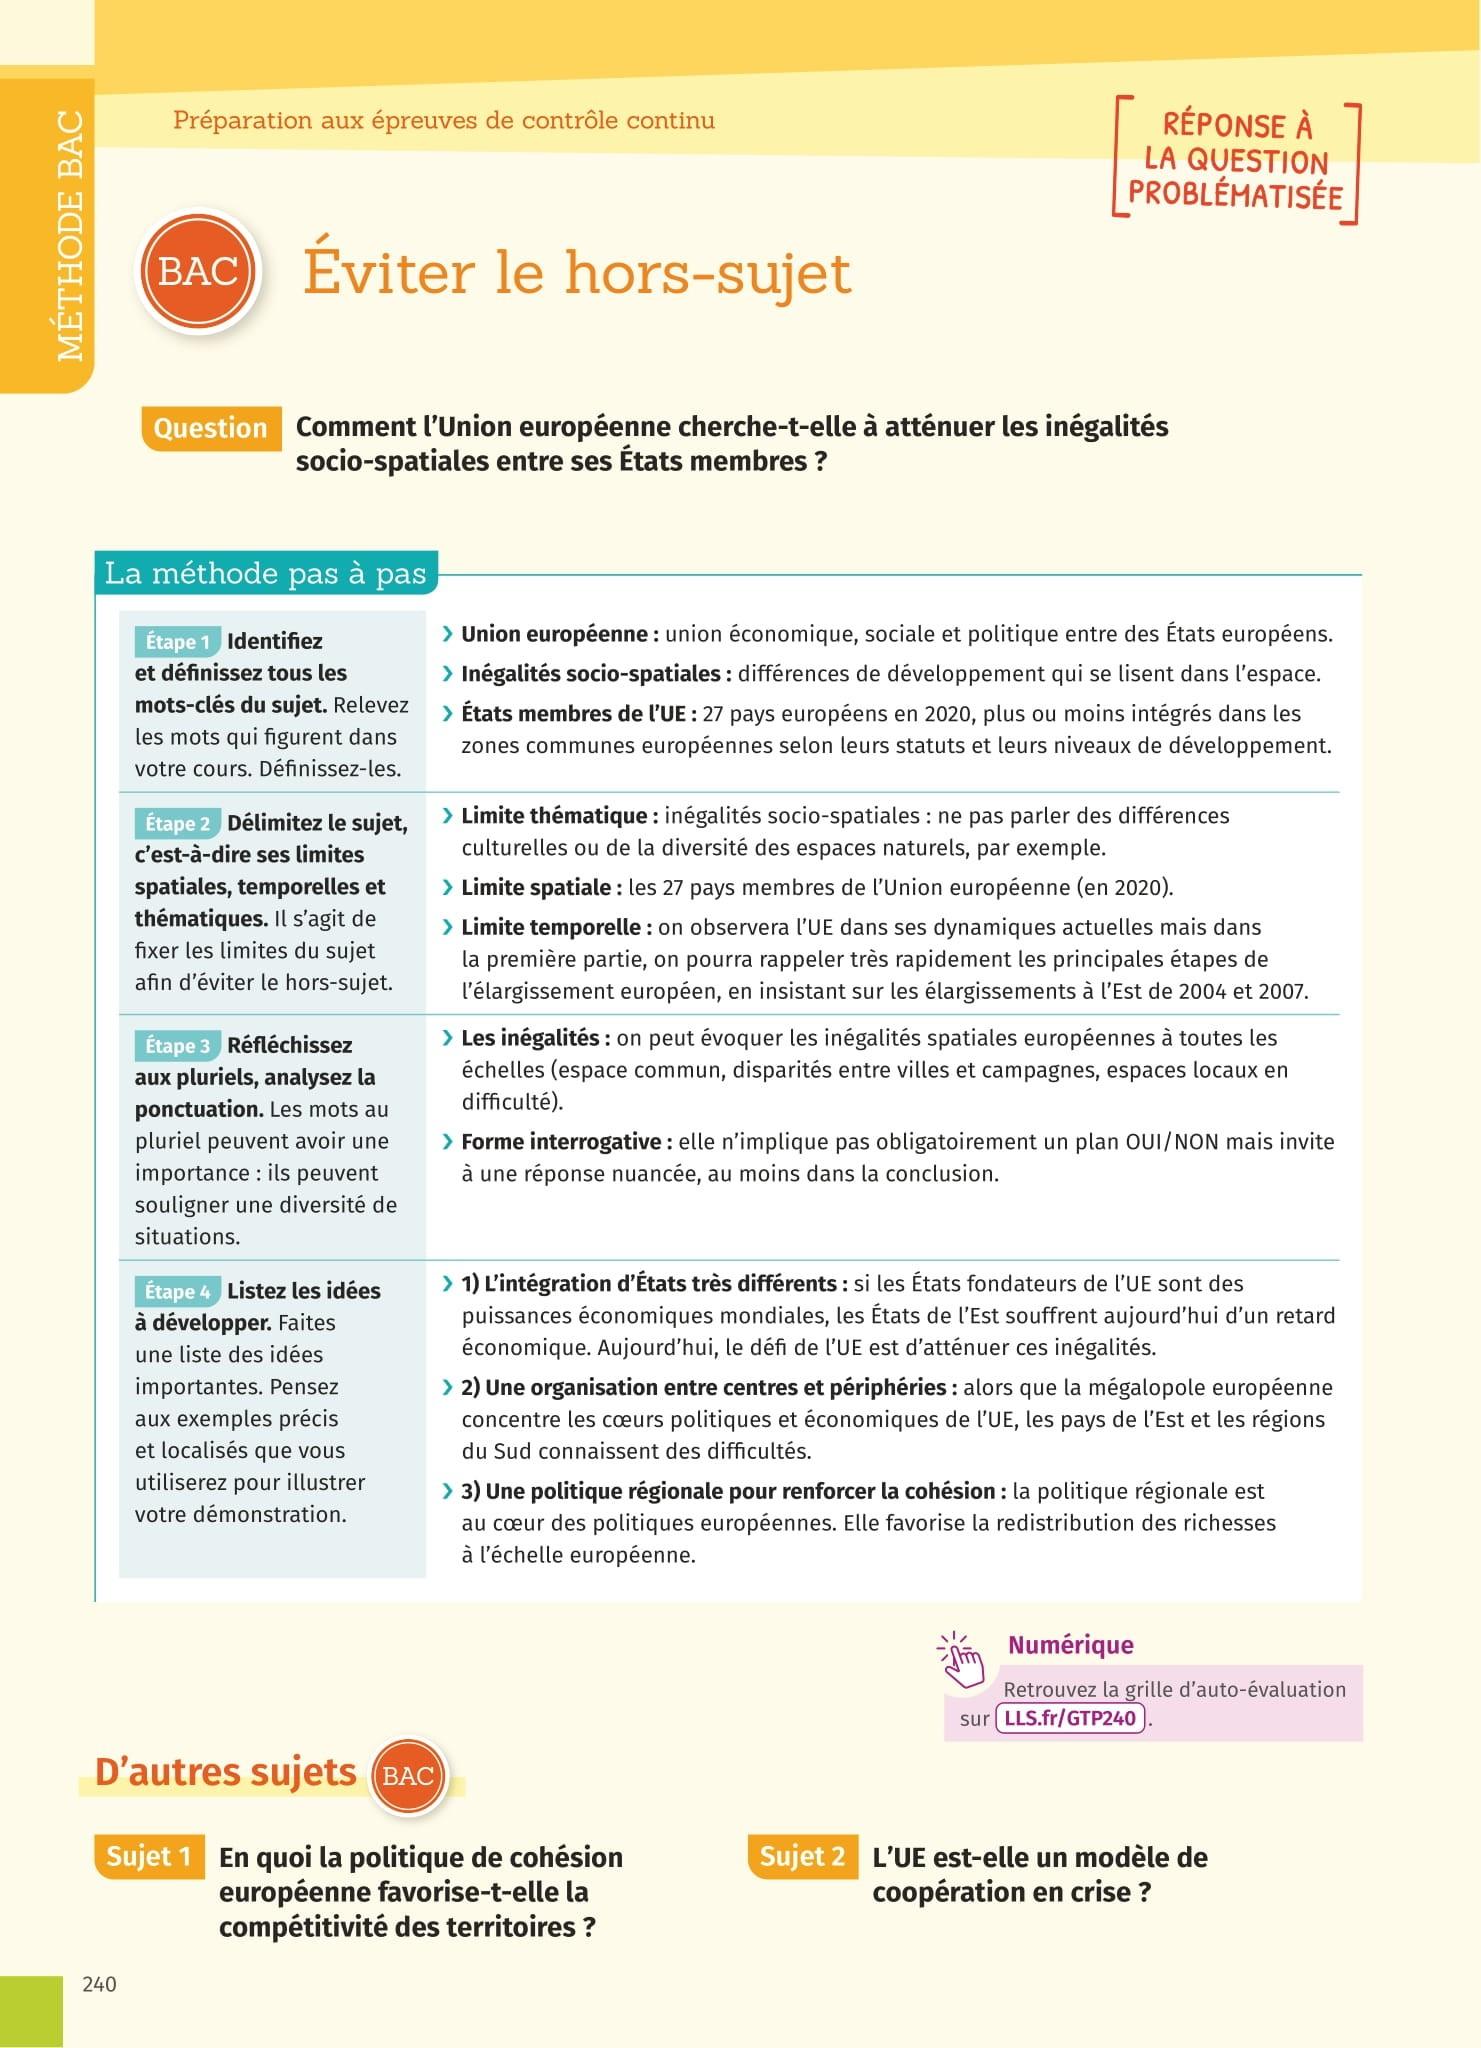 MÉTHODE BAC
Préparation aux épreuves de contrôle continu
RÉPONSE À
LA QUESTION
PROBLÉMATISÉE
BAC
Éviter le hors-sujet
Question
Comment l’Union européenne cherche-t-elle à atténuer les inégalités
socio-spatiales entre ses États membres ?
La méthode pas à pas
Étape 1 Identifiez
et définissez tous les
mots-clés du sujet. Relevez
les mots qui figurent dans
votre cours. Définissez-les.
› Union européenne : union économique, sociale et politique entre des États européens.
› Inégalités socio-spatiales : différences de développement qui se lisent dans l’espace.
› États membres de l’UE : 27 pays européens en 2020, plus ou moins intégrés dans les
zones communes européennes selon leurs statuts et leurs niveaux de développement.
Étape 2 Délimitez le sujet,
c’est-à-dire ses limites
spatiales, temporelles et
thématiques. Il s’agit de
fixer les limites du sujet
afin d’éviter le hors-sujet.
› Limite thématique : inégalités socio-spatiales : ne pas parler des différences
culturelles ou de la diversité des espaces naturels, par exemple.
› Limite spatiale : les 27 pays membres de l’Union européenne (en 2020).
› Limite temporelle : on observera l’UE dans ses dynamiques actuelles mais dans
la première partie, on pourra rappeler très rapidement les principales étapes de
l’élargissement européen, en insistant sur les élargissements à l’Est de 2004 et 2007.
Étape 3 Réfléchissez
aux pluriels, analysez la
ponctuation. Les mots au
pluriel peuvent avoir une
importance : ils peuvent
souligner une diversité de
situations.
› Les inégalités : on peut évoquer les inégalités spatiales européennes à toutes les
échelles (espace commun, disparités entre villes et campagnes, espaces locaux en
difficulté).
› Forme interrogative : elle n’implique pas obligatoirement un plan OUI/NON mais invite
à une réponse nuancée, au moins dans la conclusion.
Étape 4 Listez les idées
à développer. Faites
une liste des idées
importantes. Pensez
aux exemples précis
et localisés que vous
utiliserez pour illustrer
votre démonstration.
› 1) L’intégration d’États très différents : si les États fondateurs de l’UE sont des
puissances économiques mondiales, les États de l’Est souffrent aujourd’hui d’un retard
économique. Aujourd’hui, le défi de l’UE est d’atténuer ces inégalités.
› 2) Une organisation entre centres et périphéries : alors que la mégalopole européenne
concentre les cœurs politiques et économiques de l’UE, les pays de l’Est et les régions
du Sud connaissent des difficultés.
› 3) Une politique régionale pour renforcer la cohésion : la politique régionale est
au cœur des politiques européennes. Elle favorise la redistribution des richesses
à l’échelle européenne.
Numérique
Retrouvez la grille d’auto-évaluation
sur LLS.fr/GTP240 .
D’autres sujets BAC
Sujet 1
En quoi la politique de cohésion
européenne favorise-t-elle la
compétitivité des territoires ?
Sujet 2
L’UE est-elle un modèle de
coopération en crise ?
240